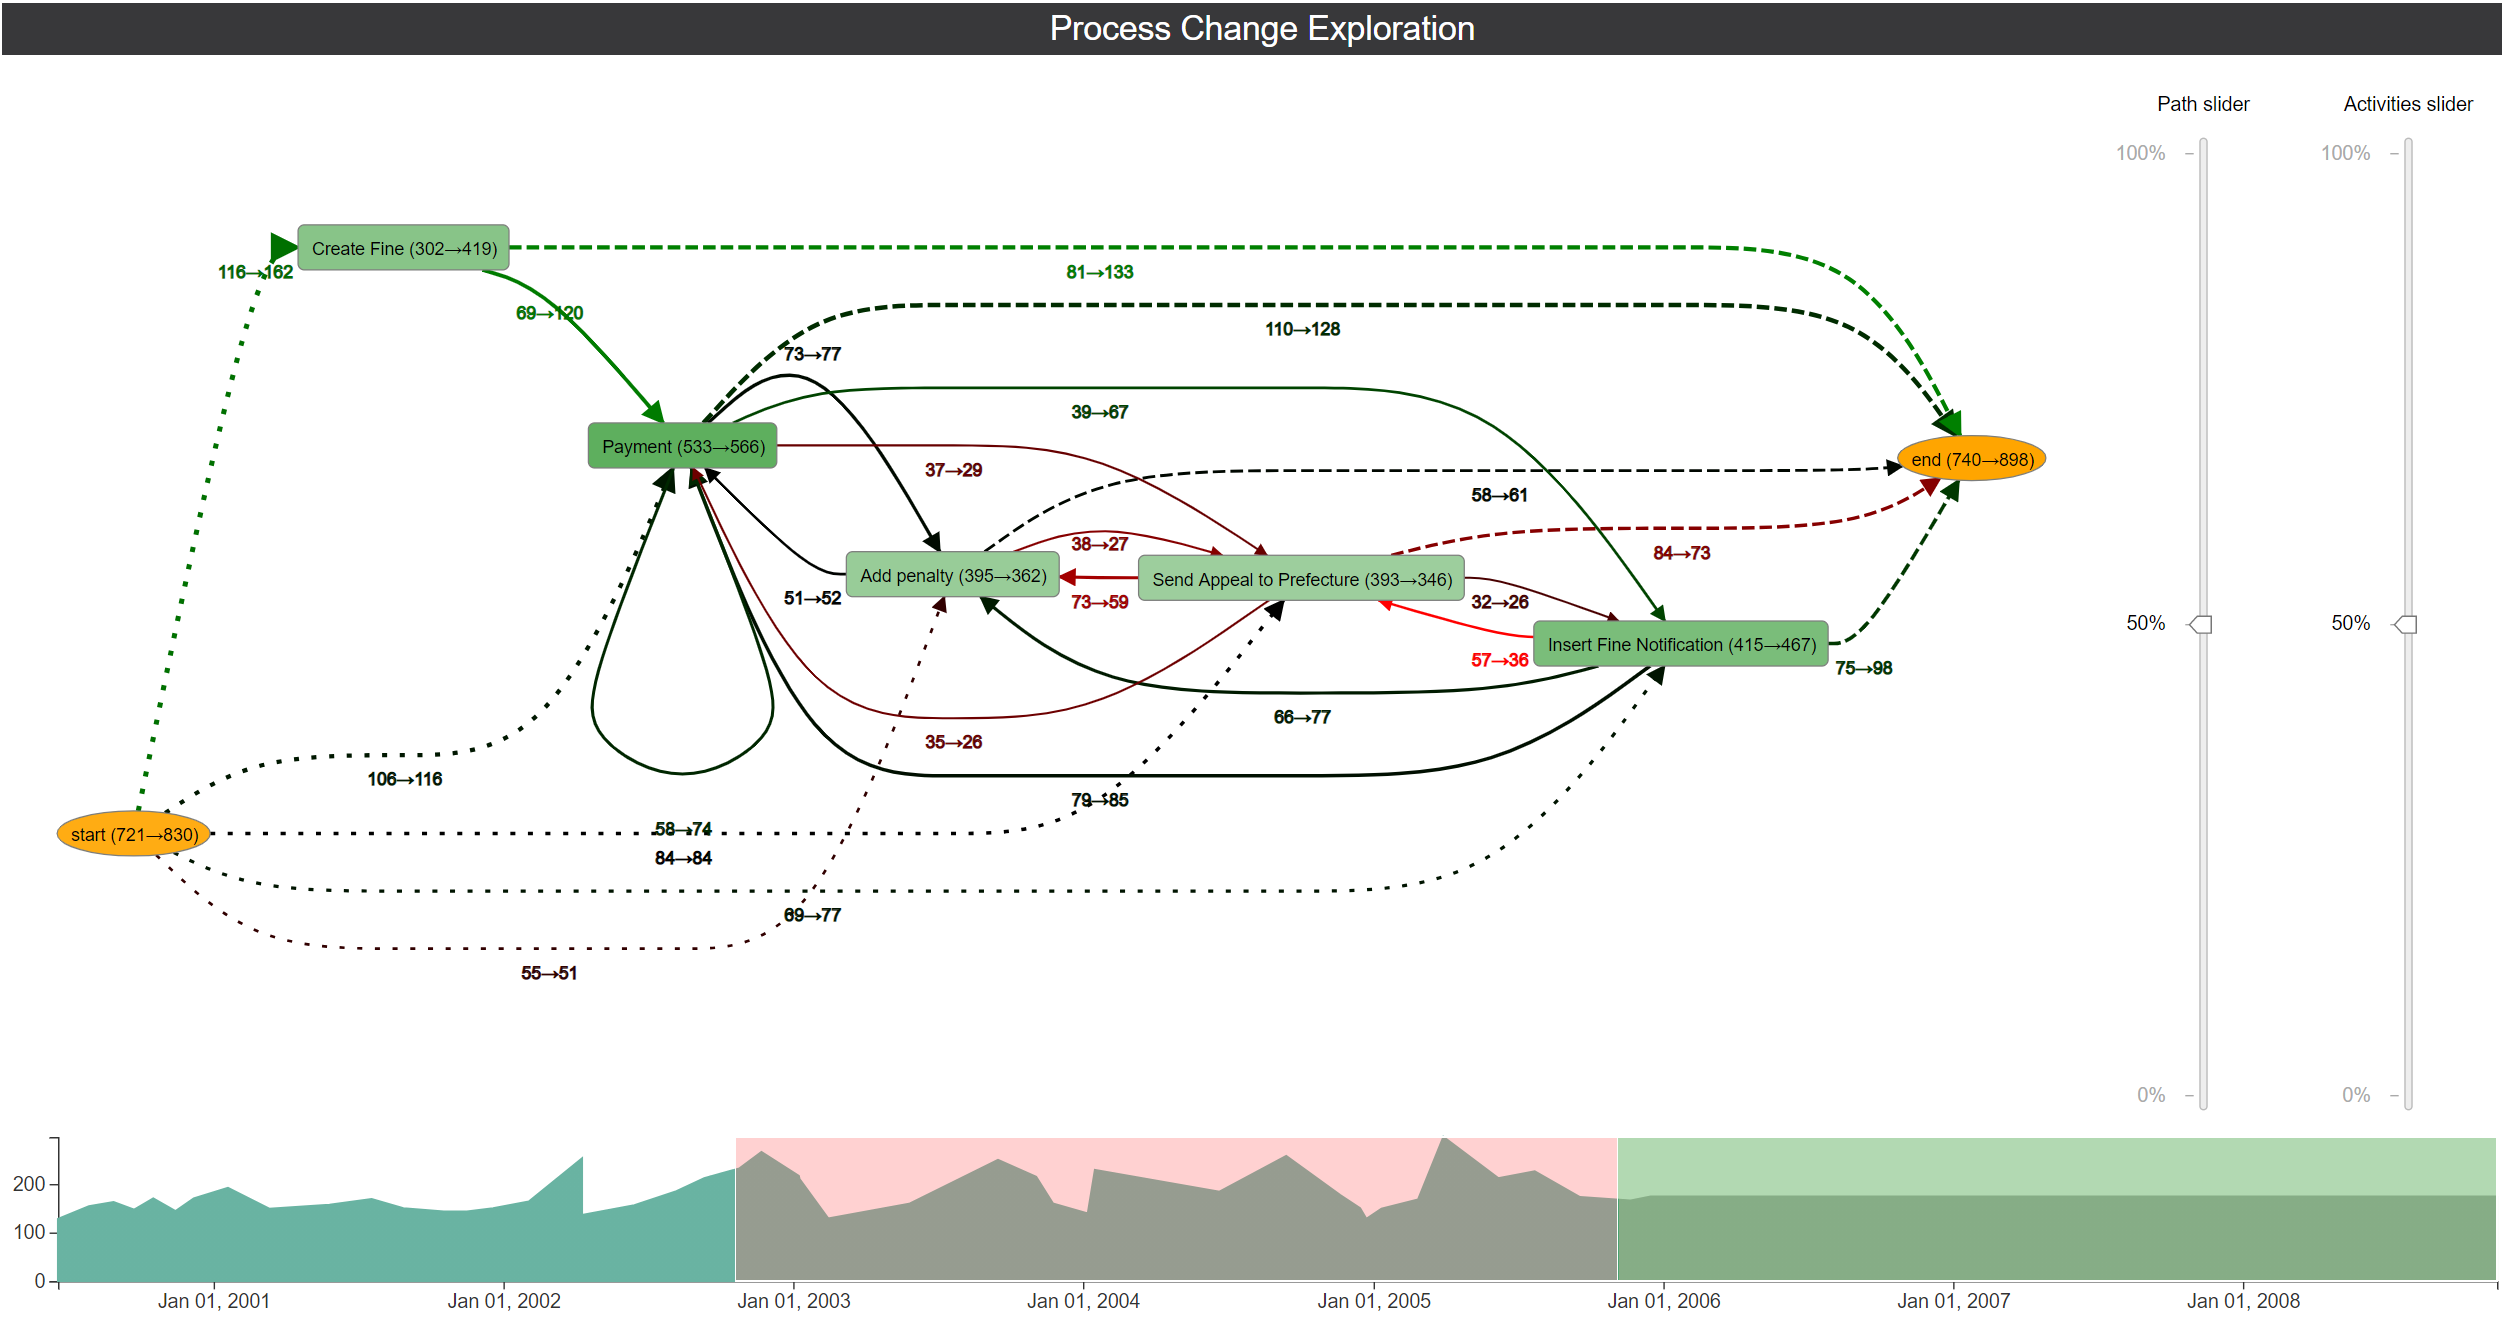 Process Change Exploration
Path slider
Activities slider
100%
100%
Create Fine (302→419)
116→162
81→133
69→120
110→128
73→77
39→67
Payment (533→566)
37→29
end (740→898)
58→61
38→27
84→73
Add penalty (395→362)
Send Appeal to Prefecture (393→346)
51→52
73→59
32→26
50%
50%
Insert Fine Notification (415→467)
57→36
75→98
66→77
35→26
106→116
79→85
start (721→830)
58→74
84→84
69→77
55→51
0%
0%
200
100
0
Jan 01, 2001
Jan 01, 2002
Jan 01, 2003
Jan 01, 2004
Jan 01, 2005
Jan 01, 2006
Jan 01, 2007
Jan 01, 2008